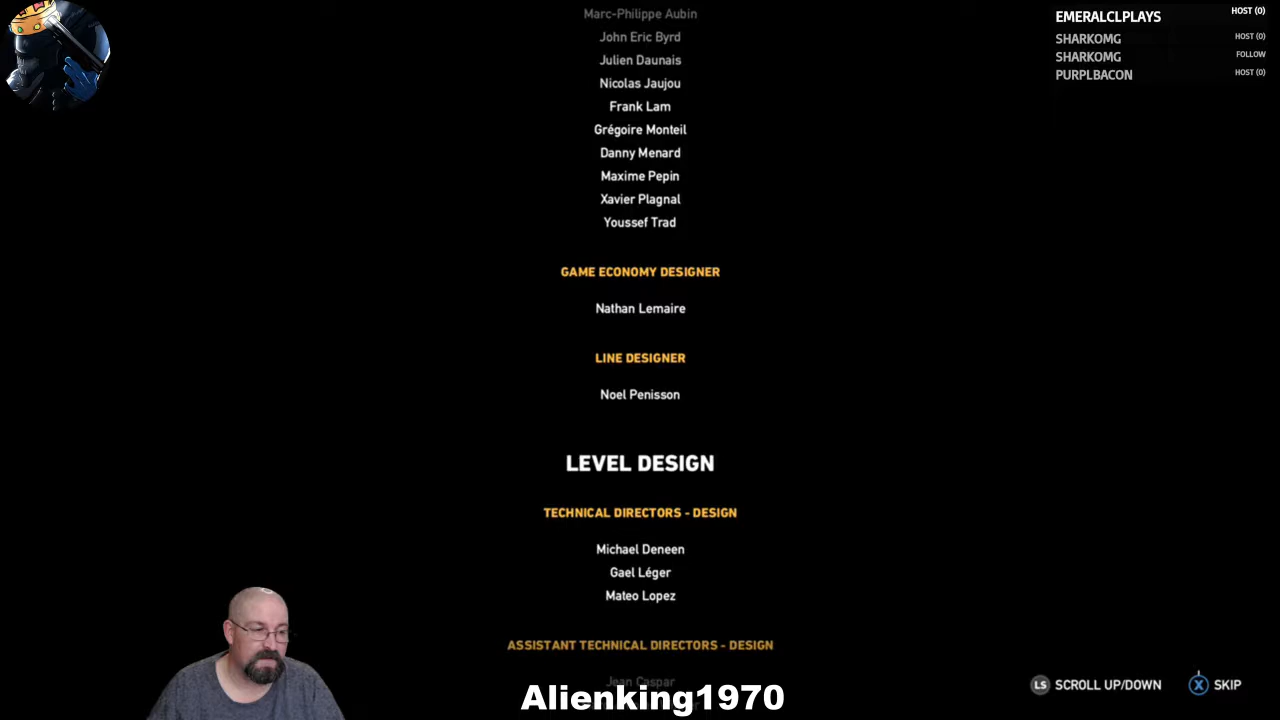 Marc-Philippe Aubin
John Eric Byrd
Julien Daunais
Nicolas Jaujou
Frank Lam
Grégoire Monteil
Danny Menard
Maxime Pepin
Xavier Plagnal
Youssef Trad
GAME ECONOMY DESIGNER
Nathan Lemaire
LINE DESIGNER
Noel Penisson
LEVEL DESIGN
TECHNICAL DIRECTORS - DESIGN
Michael Deneen
Gael Léger
Mateo Lopez
ASSISTANT TECHNICAL DIRECTORS - DESIGN
Jean Caspar
EMERALCLPLAYS HOST (0)
SHARKOMG HOST (0)
SHARKOMG FOLLOW
PURPLBACON HOST (0)
Alienking1970
LS SCROLL UP/DOWN
X SKIP